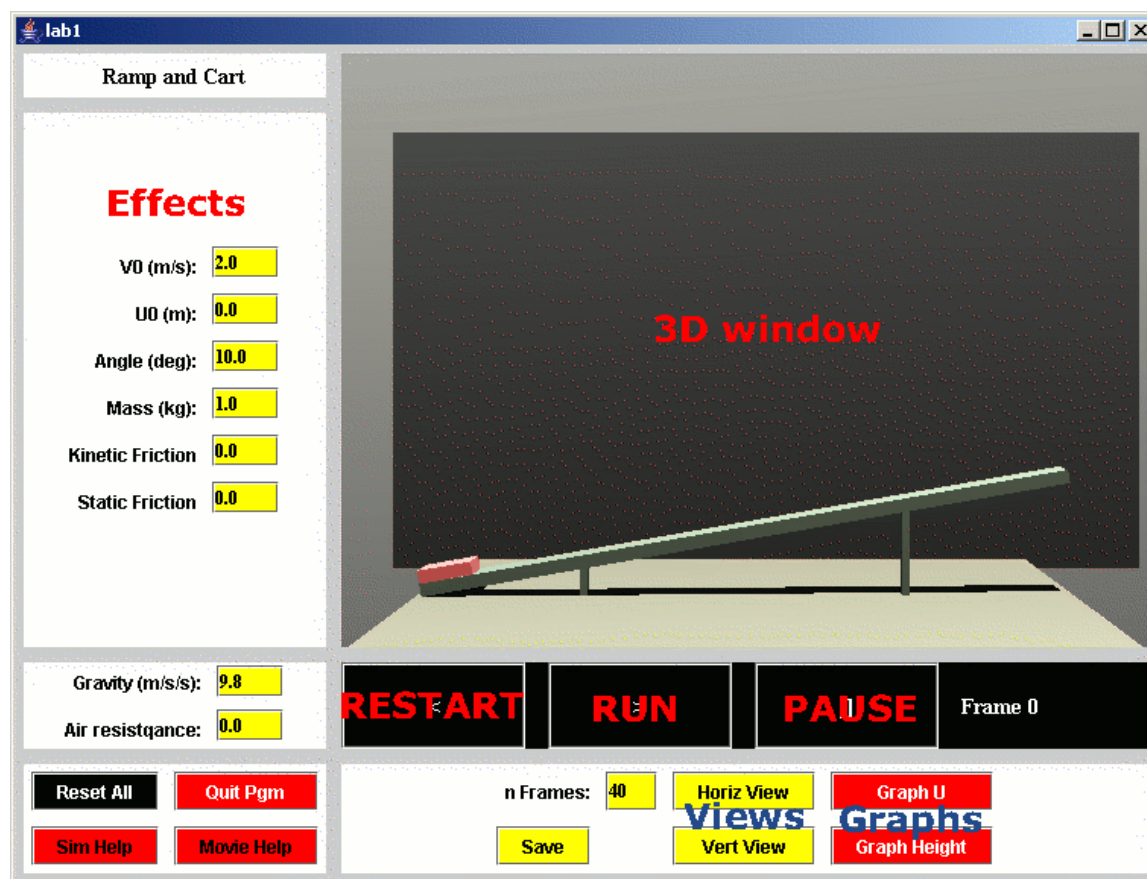 lab1
Ramp and Cart
Effects
V0 (m/s): 2.0
U0 (m): 0.0
Angle (deg): 10.0
Mass (kg): 1.0
Kinetic Friction 0.0
Static Friction 0.0
3D window
Gravity (m/s/s): 9.8
Air resistqance: 0.0
RESTART RUN PAUSE Frame 0
Reset All Quit Pgm
Sim Help Movie Help
n Frames: 40 Horiz View Graph U
Views Graphs
Save Vert View Graph Height